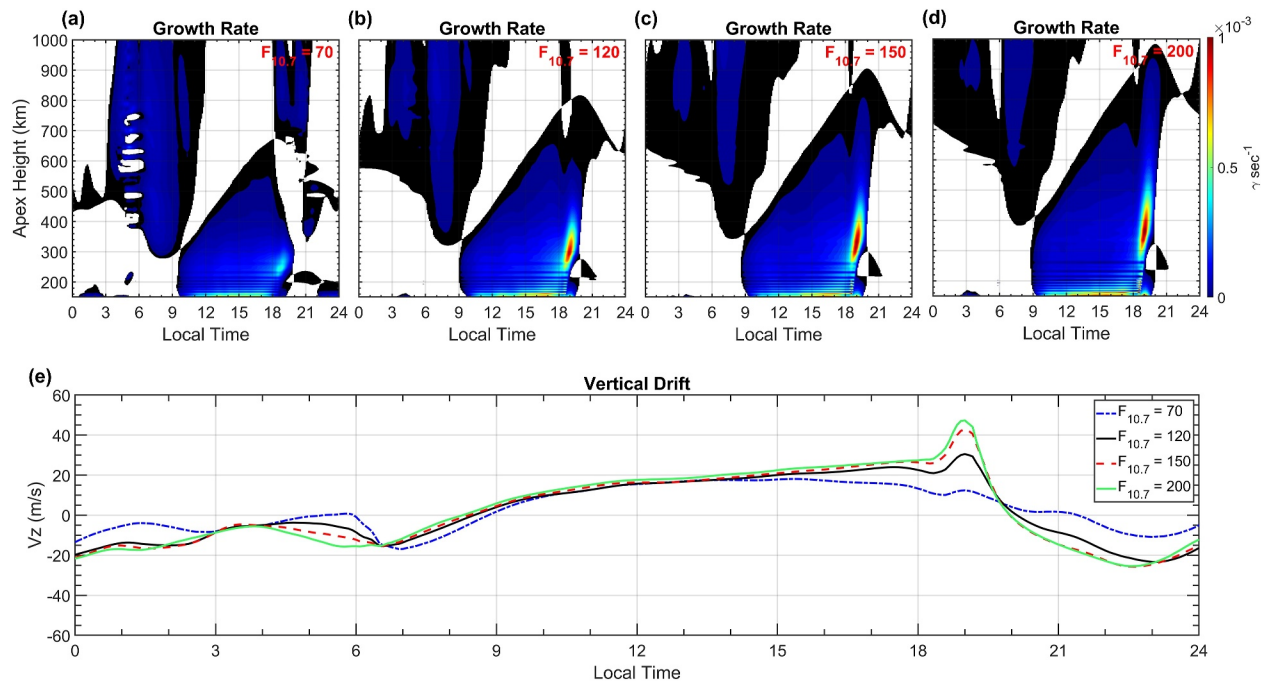 (a) (b) (c) (d)
Growth Rate Growth Rate Growth Rate Growth Rate
×10⁻³
F10.7 = 70 F10.7 = 120 F10.7 = 150 F10.7 = 200
1000
900
800
700
600
500
400
300
200
Apex Height (km)
1
0.5
0
γ sec⁻¹
0 3 6 9 12 15 18 21 24 0 3 6 9 12 15 18 21 24 0 3 6 9 12 15 18 21 24 0 3 6 9 12 15 18 21 24
Local Time Local Time Local Time Local Time
(e)
Vertical Drift
60
40
20
0
-20
-40
-60
Vz (m/s)
F10.7 = 70
F10.7 = 120
F10.7 = 150
F10.7 = 200
0 3 6 9 12 15 18 21 24
Local Time